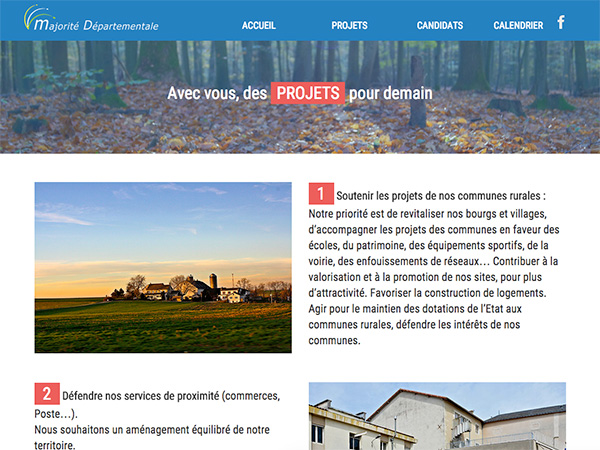 majorité Départementale
ACCUEIL
PROJETS
CANDIDATS
CALENDRIER
f
Avec vous, des PROJETS pour demain
1 Soutenir les projets de nos communes rurales :
Notre priorité est de revitaliser nos bourgs et villages,
d'accompagner les projets des communes en faveur des
écoles, du patrimoine, des équipements sportifs, de la
voirie, des enfouissements de réseaux… Contribuer à la
valorisation et à la promotion de nos sites, pour plus
d'attractivité. Favoriser la construction de logements.
Agir pour le maintien des dotations de l'Etat aux
communes rurales, défendre les intérêts de nos
communes.
2 Défendre nos services de proximité (commerces,
Poste…).
Nous souhaitons un aménagement équilibré de notre
territoire.